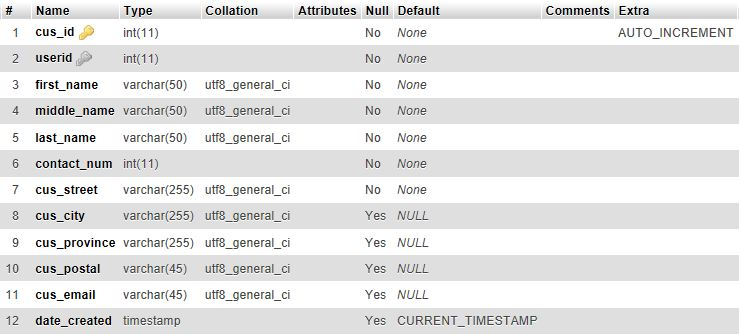 # Name Type Collation Attributes Null Default Comments Extra
1 cus_id int(11) No None AUTO_INCREMENT
2 userid int(11) No None
3 first_name varchar(50) utf8_general_ci No None
4 middle_name varchar(50) utf8_general_ci No None
5 last_name varchar(50) utf8_general_ci No None
6 contact_num int(11) No None
7 cus_street varchar(255) utf8_general_ci No None
8 cus_city varchar(255) utf8_general_ci Yes NULL
9 cus_province varchar(255) utf8_general_ci Yes NULL
10 cus_postal varchar(45) utf8_general_ci Yes NULL
11 cus_email varchar(45) utf8_general_ci Yes NULL
12 date_created timestamp Yes CURRENT_TIMESTAMP